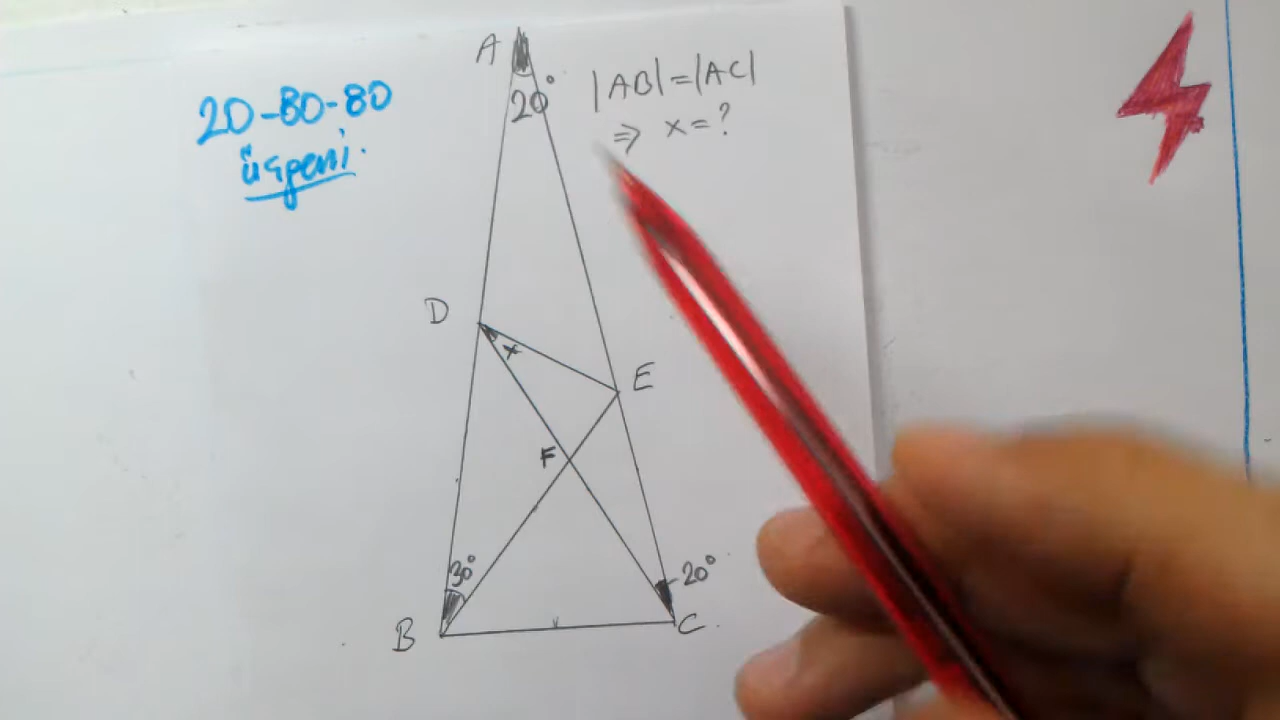 A
20°
|AB|=|AC|
⇒ x=?
20-80-80
üçgeni.
D
x
E
F
30°
20°
B
C